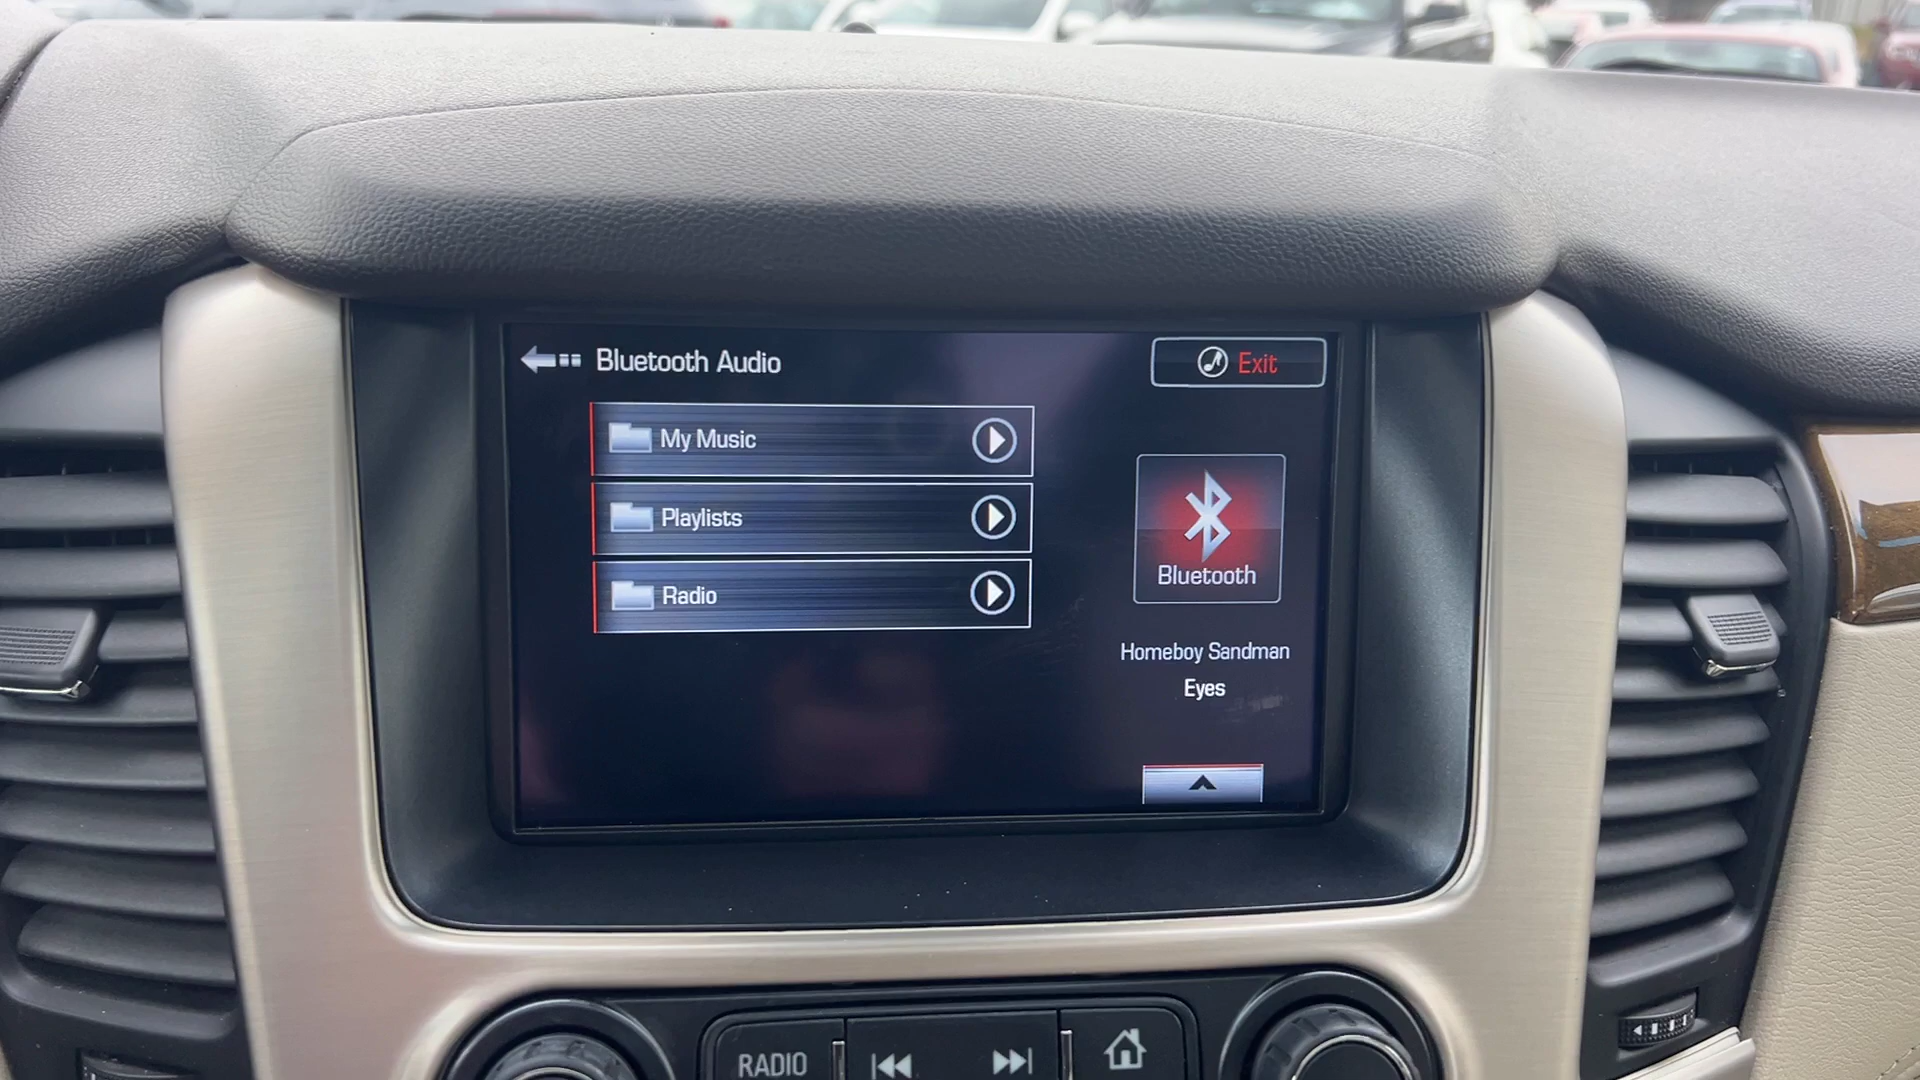 Bluetooth Audio
Exit
My Music
Playlists
Radio
Bluetooth
Homeboy Sandman
Eyes
RADIO